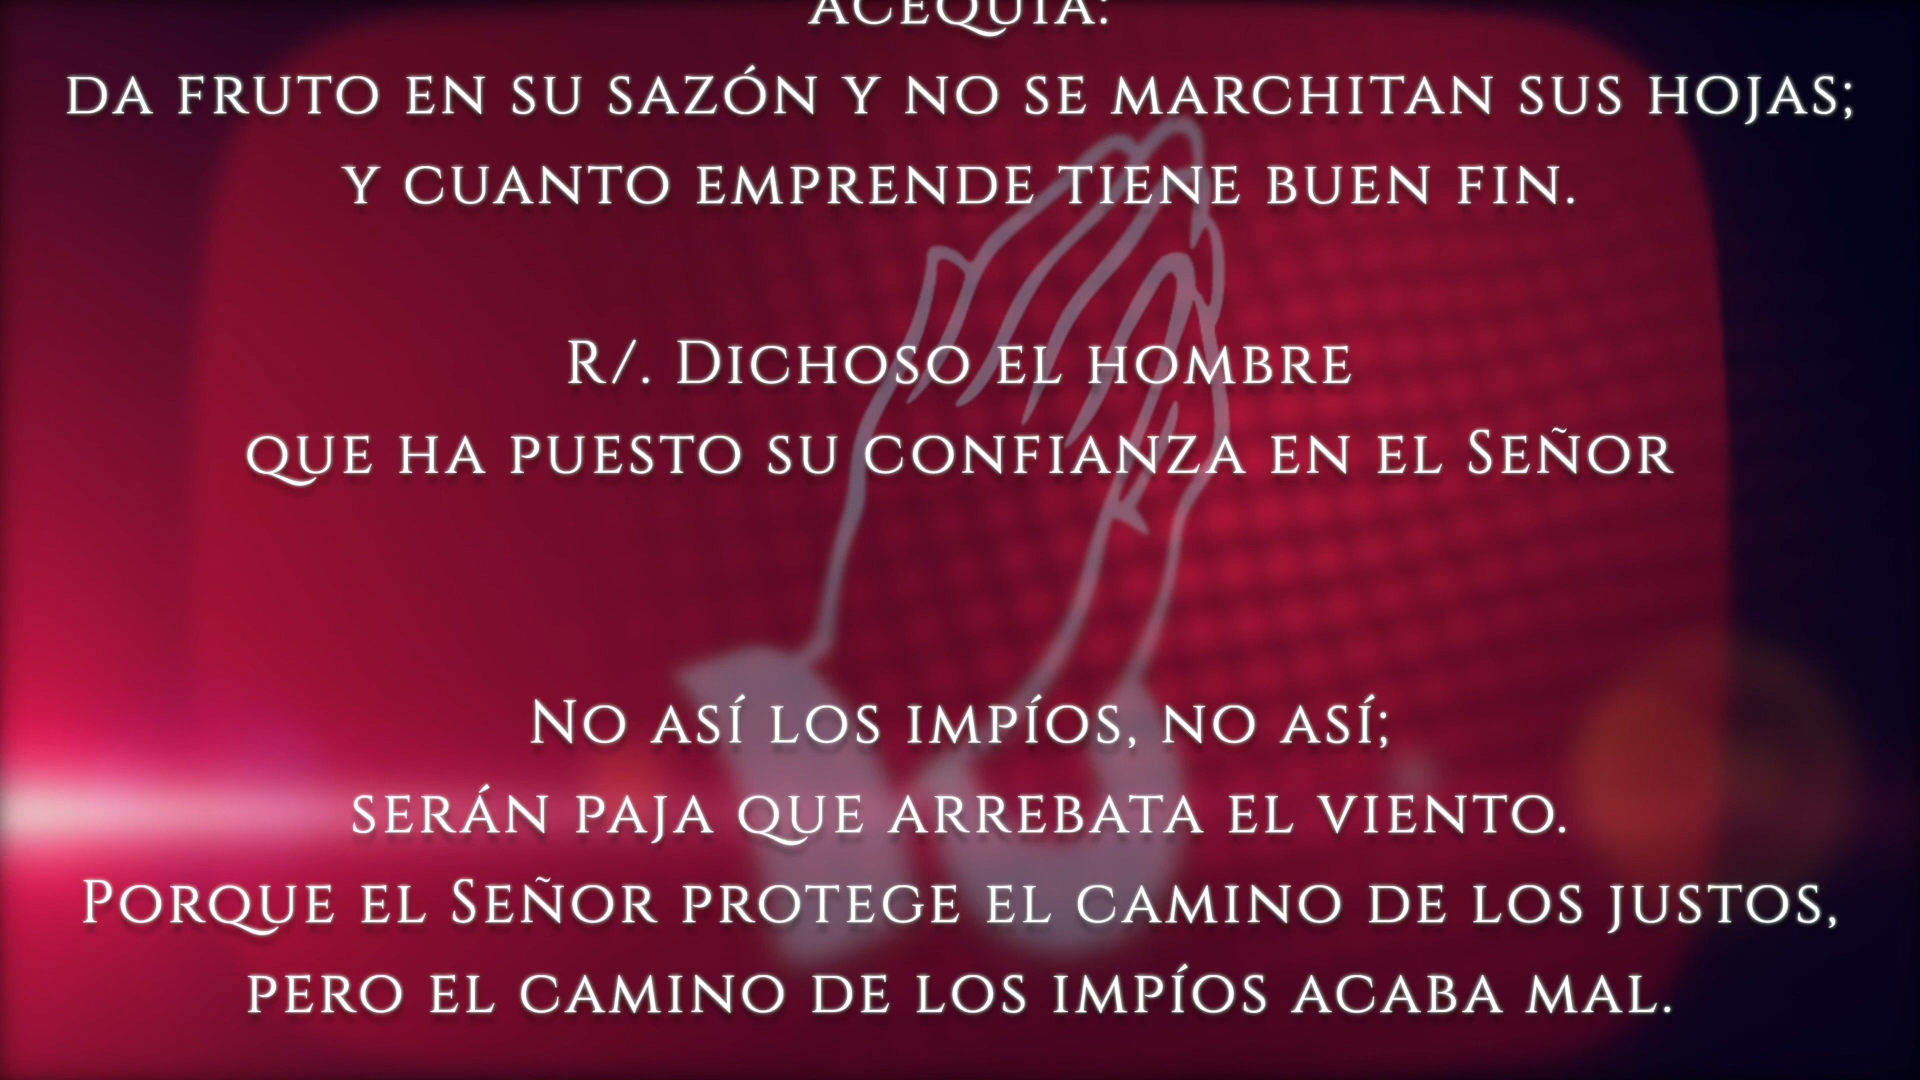 ACEQUIA:
DA FRUTO EN SU SAZÓN Y NO SE MARCHITAN SUS HOJAS;
Y CUANTO EMPRENDE TIENE BUEN FIN.
R/. DICHOSO EL HOMBRE
QUE HA PUESTO SU CONFIANZA EN EL SEÑOR
NO ASÍ LOS IMPÍOS, NO ASÍ;
SERÁN PAJA QUE ARREBATA EL VIENTO.
PORQUE EL SEÑOR PROTEGE EL CAMINO DE LOS JUSTOS,
PERO EL CAMINO DE LOS IMPÍOS ACABA MAL.